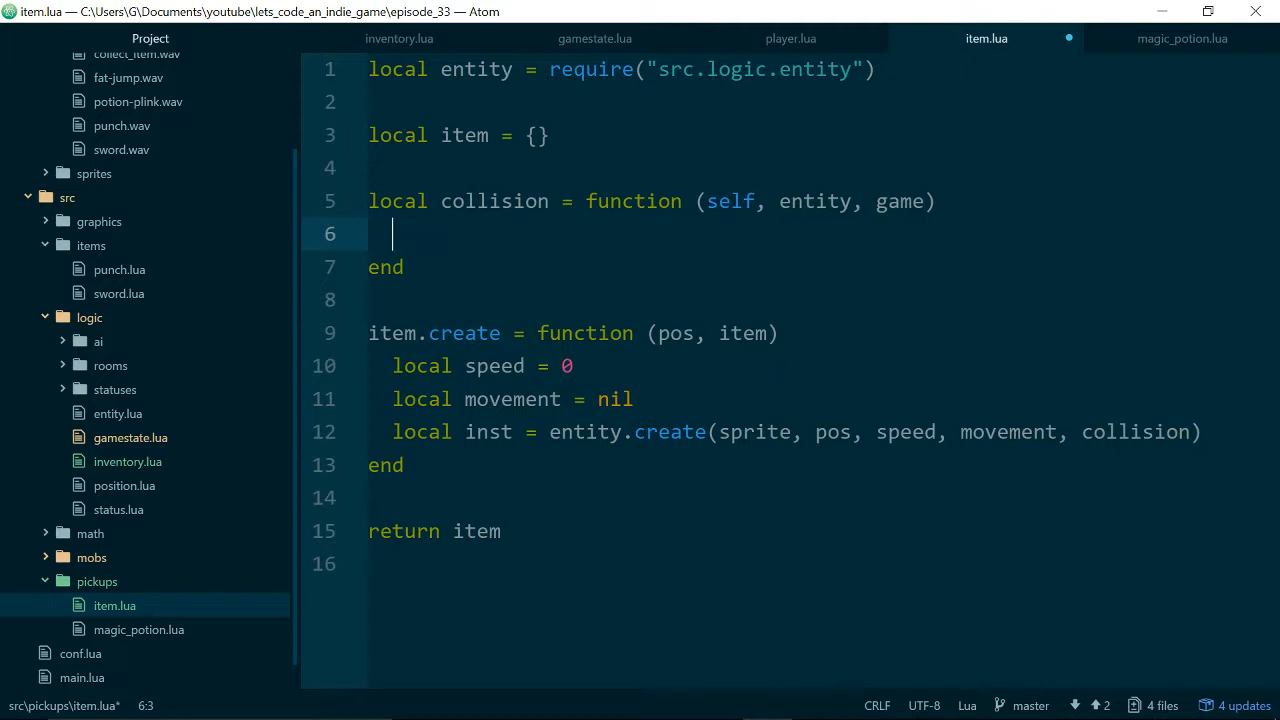 item.lua — C:\Users\G\Documents\youtube\lets_code_an_indie_game\episode_33 — Atom
Project
inventory.lua
gamestate.lua
player.lua
item.lua
magic_potion.lua
collect_item.wav
fat-jump.wav
potion-plink.wav
punch.wav
sword.wav
sprites
src
graphics
items
punch.lua
sword.lua
logic
ai
rooms
statuses
entity.lua
gamestate.lua
inventory.lua
position.lua
status.lua
math
mobs
pickups
item.lua
magic_potion.lua
conf.lua
main.lua
1 local entity = require("src.logic.entity")
2
3 local item = {}
4
5 local collision = function (self, entity, game)
6
7 end
8
9 item.create = function (pos, item)
10 local speed = 0
11 local movement = nil
12 local inst = entity.create(sprite, pos, speed, movement, collision)
13 end
14
15 return item
16
src\pickups\item.lua* 6:3 CRLF UTF-8 Lua master 2 4 files 4 updates